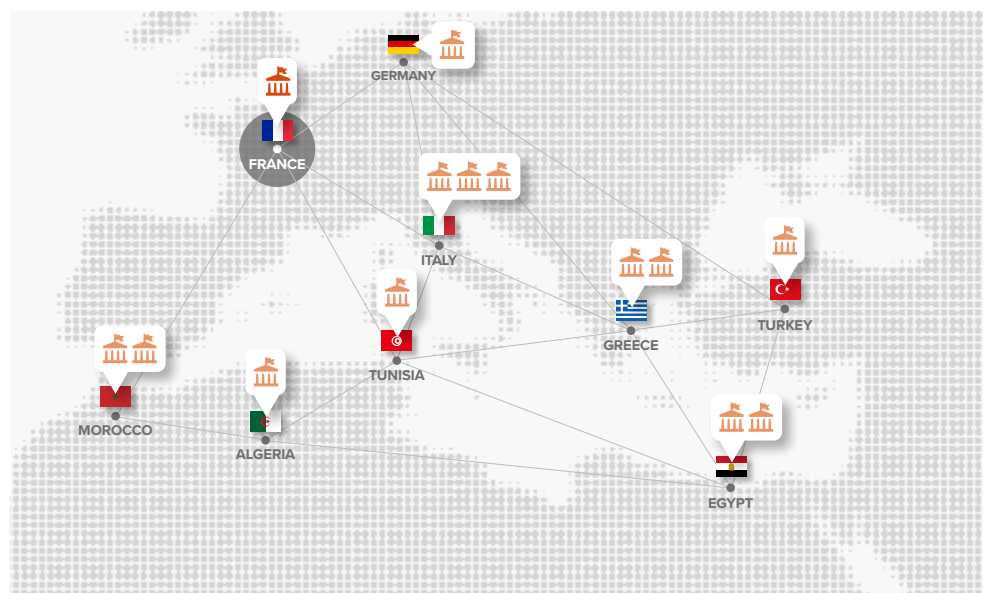 GERMANY
FRANCE
ITALY
TURKEY
GREECE
TUNISIA
MOROCCO
ALGERIA
EGYPT